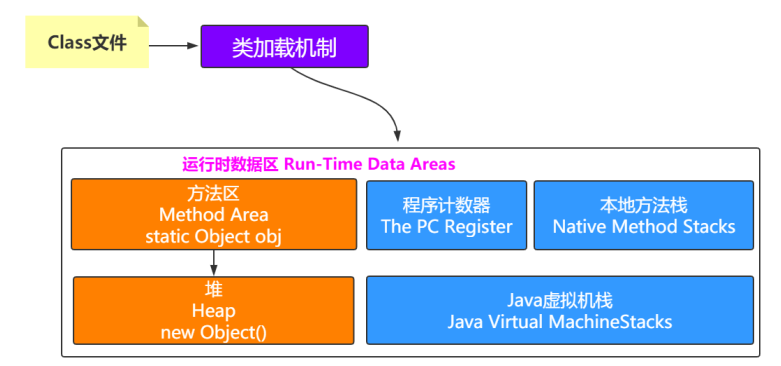 Class文件
类加载机制
运行时数据区 Run-Time Data Areas
方法区
Method Area
static Object obj
程序计数器
The PC Register
本地方法栈
Native Method Stacks
堆
Heap
new Object()
Java虚拟机栈
Java Virtual MachineStacks